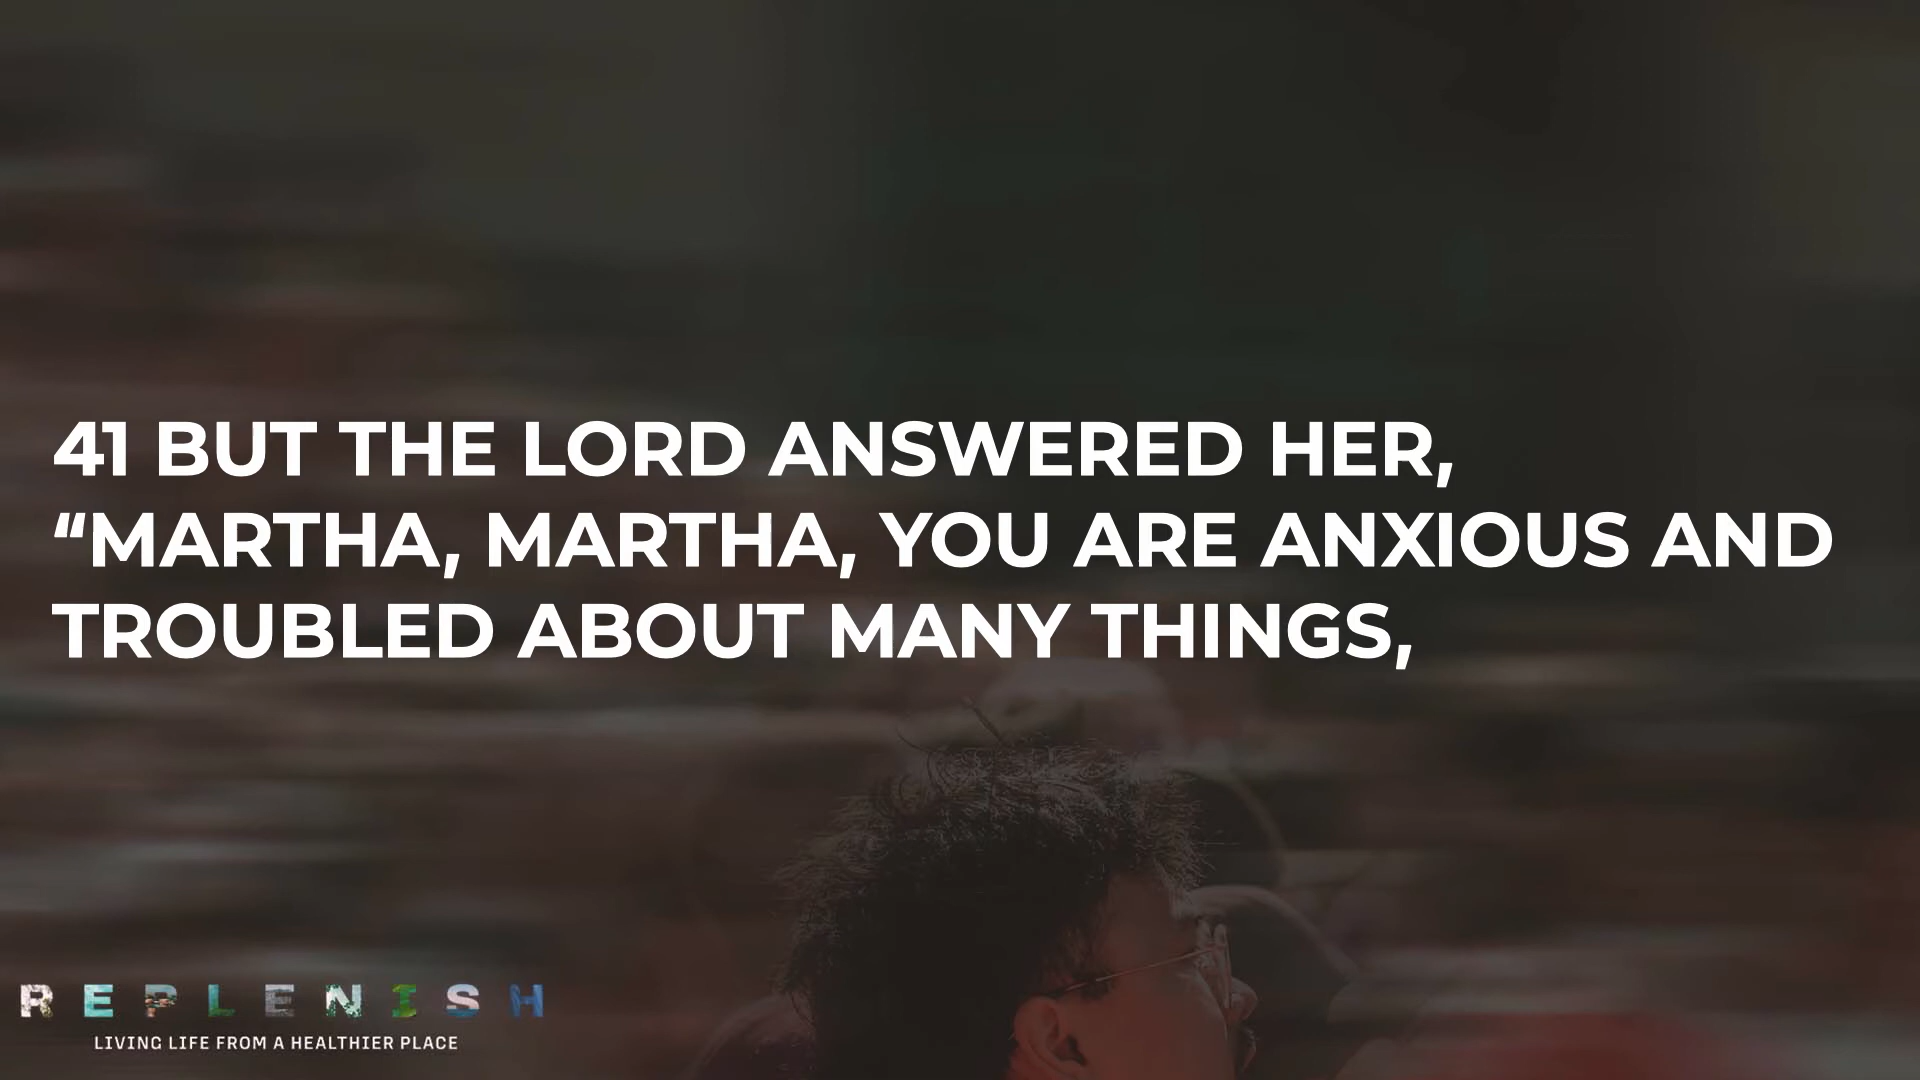 41 BUT THE LORD ANSWERED HER,
“MARTHA, MARTHA, YOU ARE ANXIOUS AND
TROUBLED ABOUT MANY THINGS,
REPLENISH
LIVING LIFE FROM A HEALTHIER PLACE